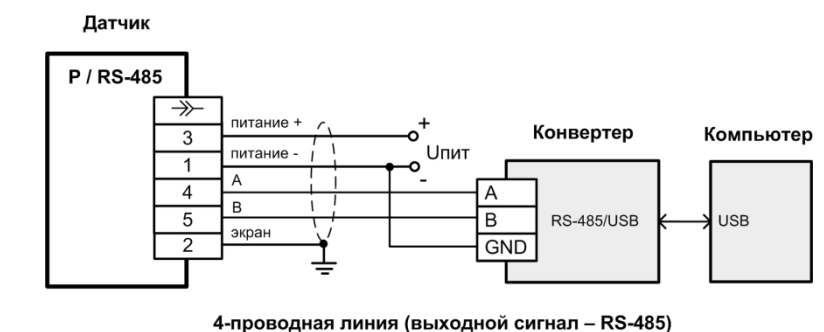 Датчик
P / RS-485
3
1
4
5
2
питание +
питание -
A
B
экран
+
Uпит
-
Конвертер
A
B
GND
RS-485/USB
Компьютер
USB
4-проводная линия (выходной сигнал – RS-485)